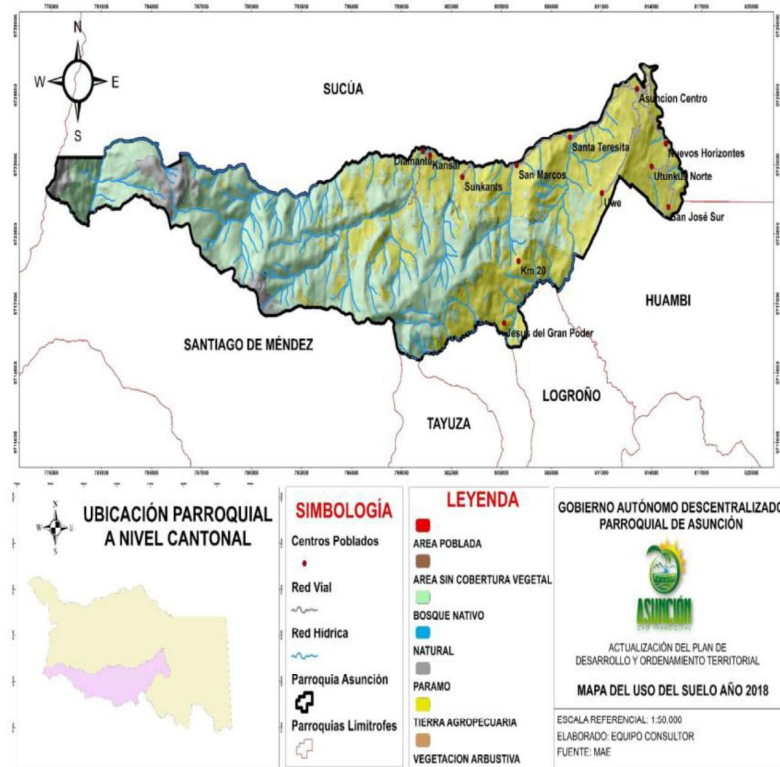 N
W E
S
SUCÚA
Asuncion Centro
Santa Teresita
Nuevos Horizontes
Diamante
Kansar
San Marcos
Utunkus Norte
Sunkants
Uwe
San José Sur
Km 20
HUAMBI
Jesus del Gran Poder
SANTIAGO DE MÉNDEZ
LOGROÑO
TAYUZA
UBICACIÓN PARROQUIAL
A NIVEL CANTONAL
SIMBOLOGÍA
Centros Poblados
Red Vial
Red Hídrica
Parroquia Asunción
Parroquias Limitrofes
LEYENDA
AREA POBLADA
AREA SIN COBERTURA VEGETAL
BOSQUE NATIVO
NATURAL
PARAMO
TIERRA AGROPECUARIA
VEGETACION ARBUSTIVA
GOBIERNO AUTÓNOMO DESCENTRALIZADO
PARROQUIAL DE ASUNCIÓN
ASUNCIÓN
GAD PARROQUIAL
ACTUALIZACIÓN DEL PLAN DE
DESARROLLO Y ORDENAMIENTO TERRITORIAL
MAPA DEL USO DEL SUELO AÑO 2018
ESCALA REFERENCIAL: 1:50.000
ELABORADO: EQUIPO CONSULTOR
FUENTE: MAE